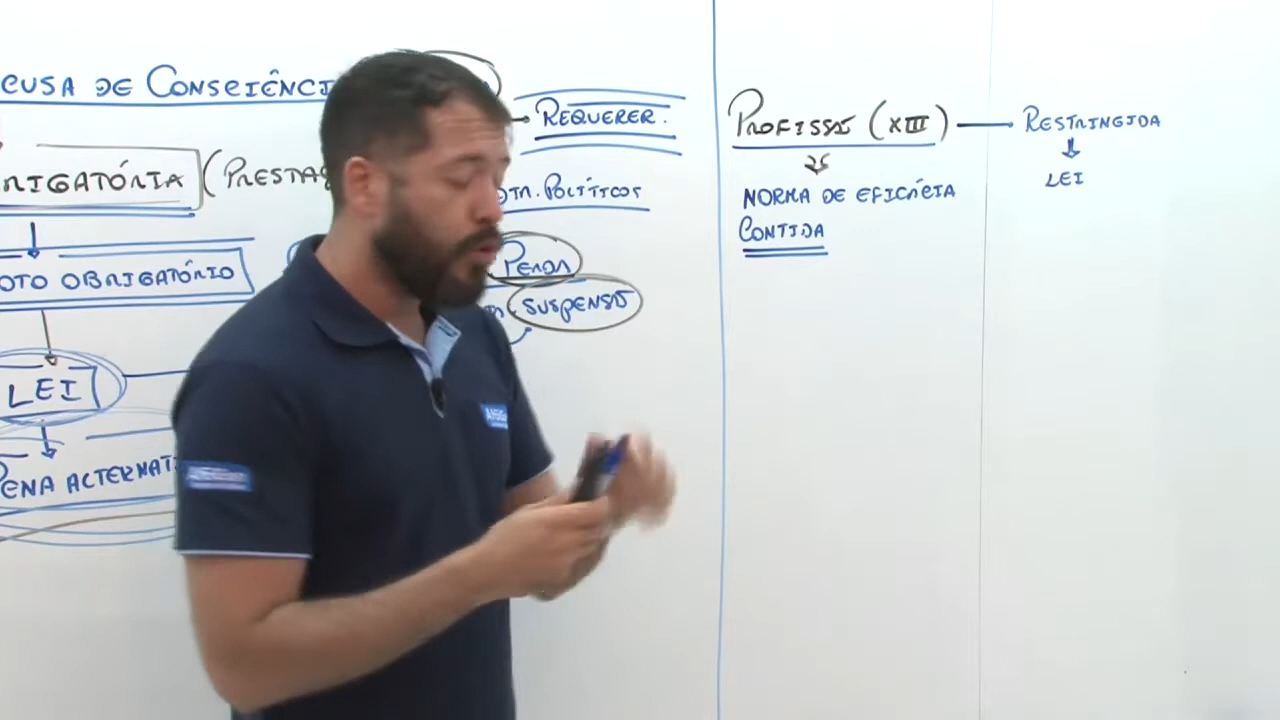 CUSA DE CONSCIÊNCI
REQUERER.
RIGATÓRIA (PRESTAÇ
DTR. POLÍTICOS
OTO OBRIGATÓRIO
PERDA
SUSPENSÃO
LEI
ENA ALTERNATI
PROFISSÃO (XIII) RESTRINGIDA
LEI
NORMA DE EFICÁCIA
CONTIDA